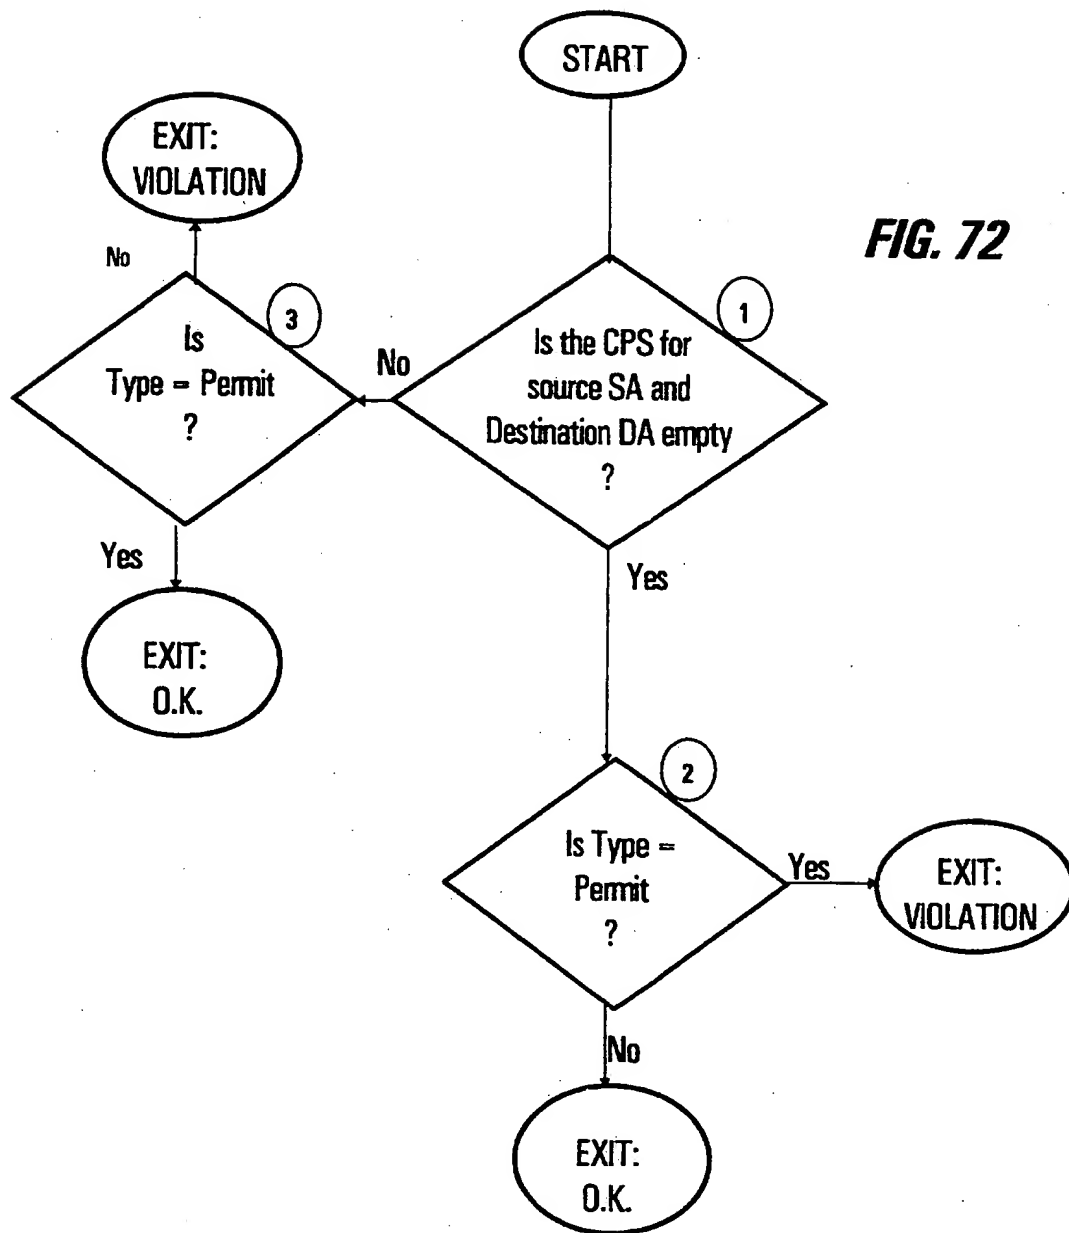 START
EXIT:
VIOLATION
FIG. 72
No
3
1
Is
Type = Permit
?
No
Is the CPS for
source SA and
Destination DA empty
?
Yes
Yes
EXIT:
O.K.
2
Is Type =
Permit
?
Yes
EXIT:
VIOLATION
No
EXIT:
O.K.